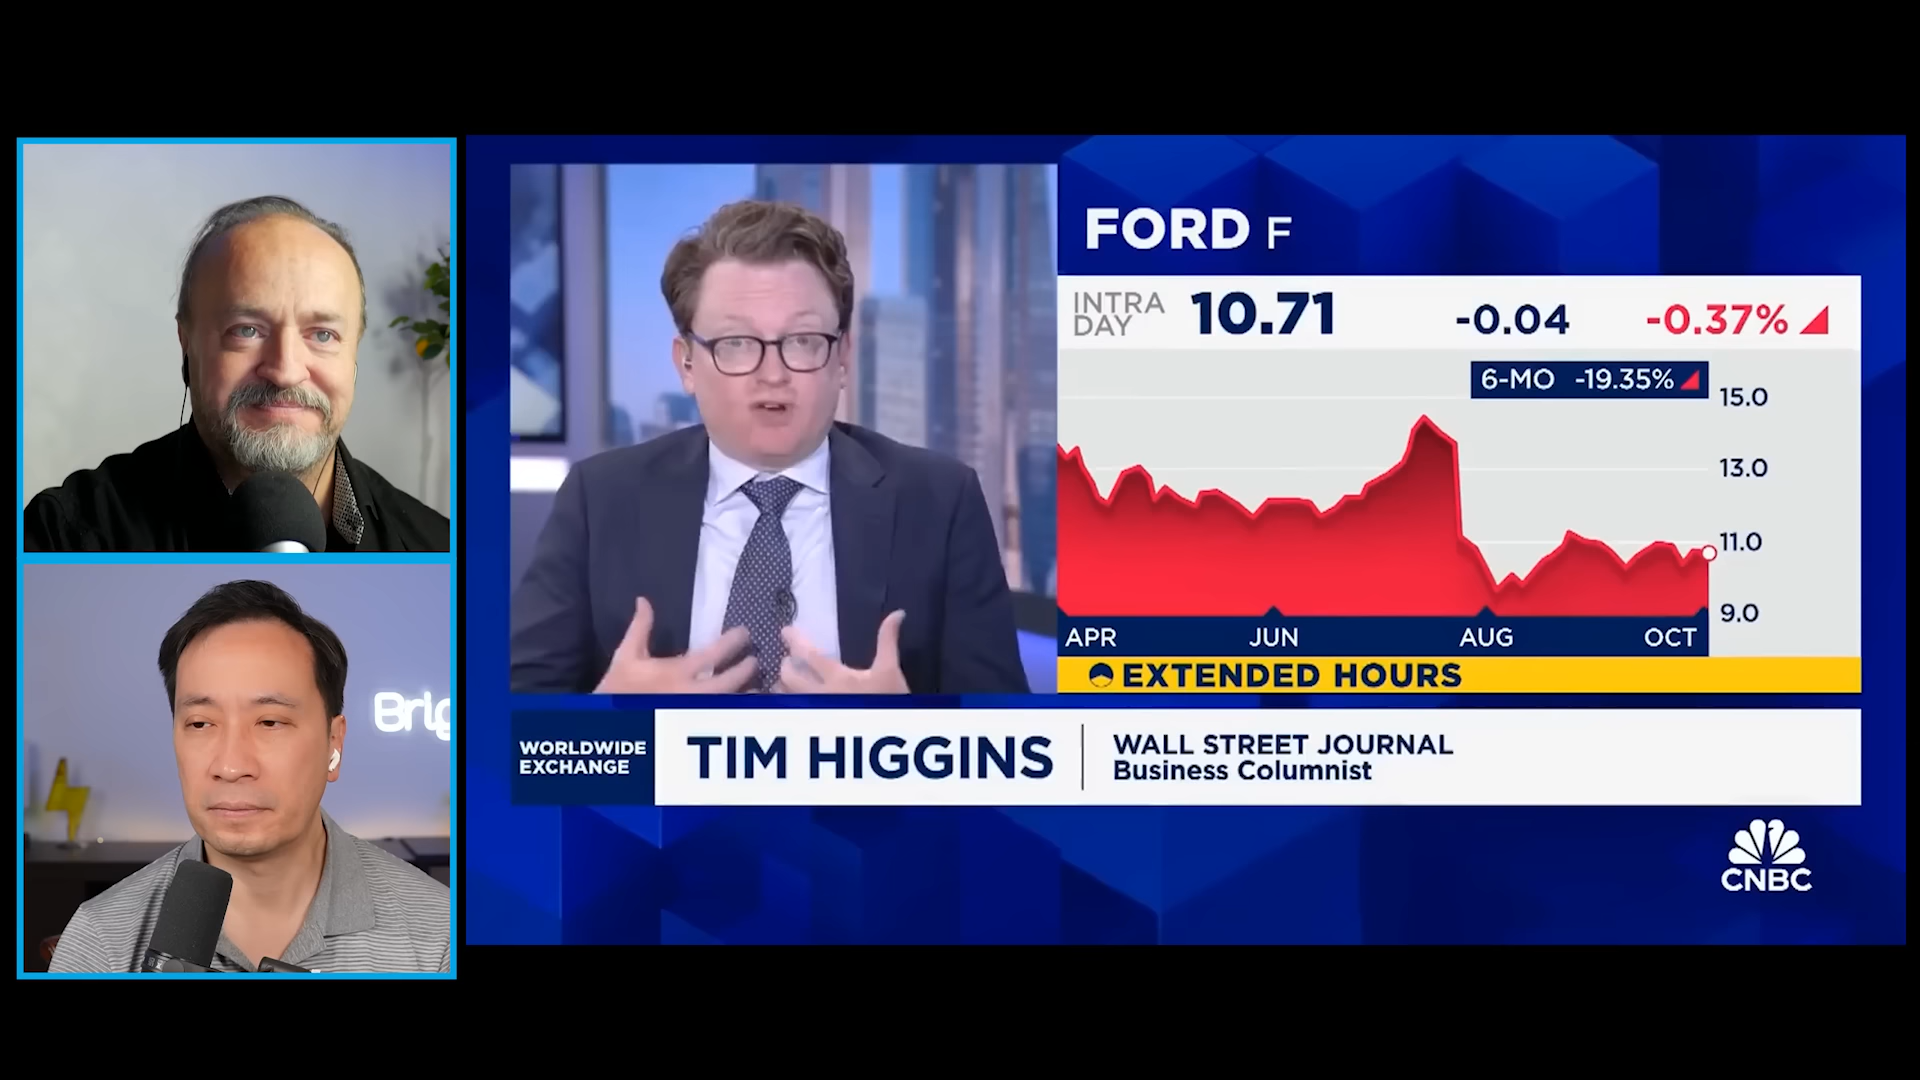 Brig
FORD F
INTRA
DAY
10.71
-0.04
-0.37%
6-MO -19.35%
15.0
13.0
11.0
9.0
APR
JUN
AUG
OCT
EXTENDED HOURS
WORLDWIDE
EXCHANGE
TIM HIGGINS
WALL STREET JOURNAL
Business Columnist
CNBC